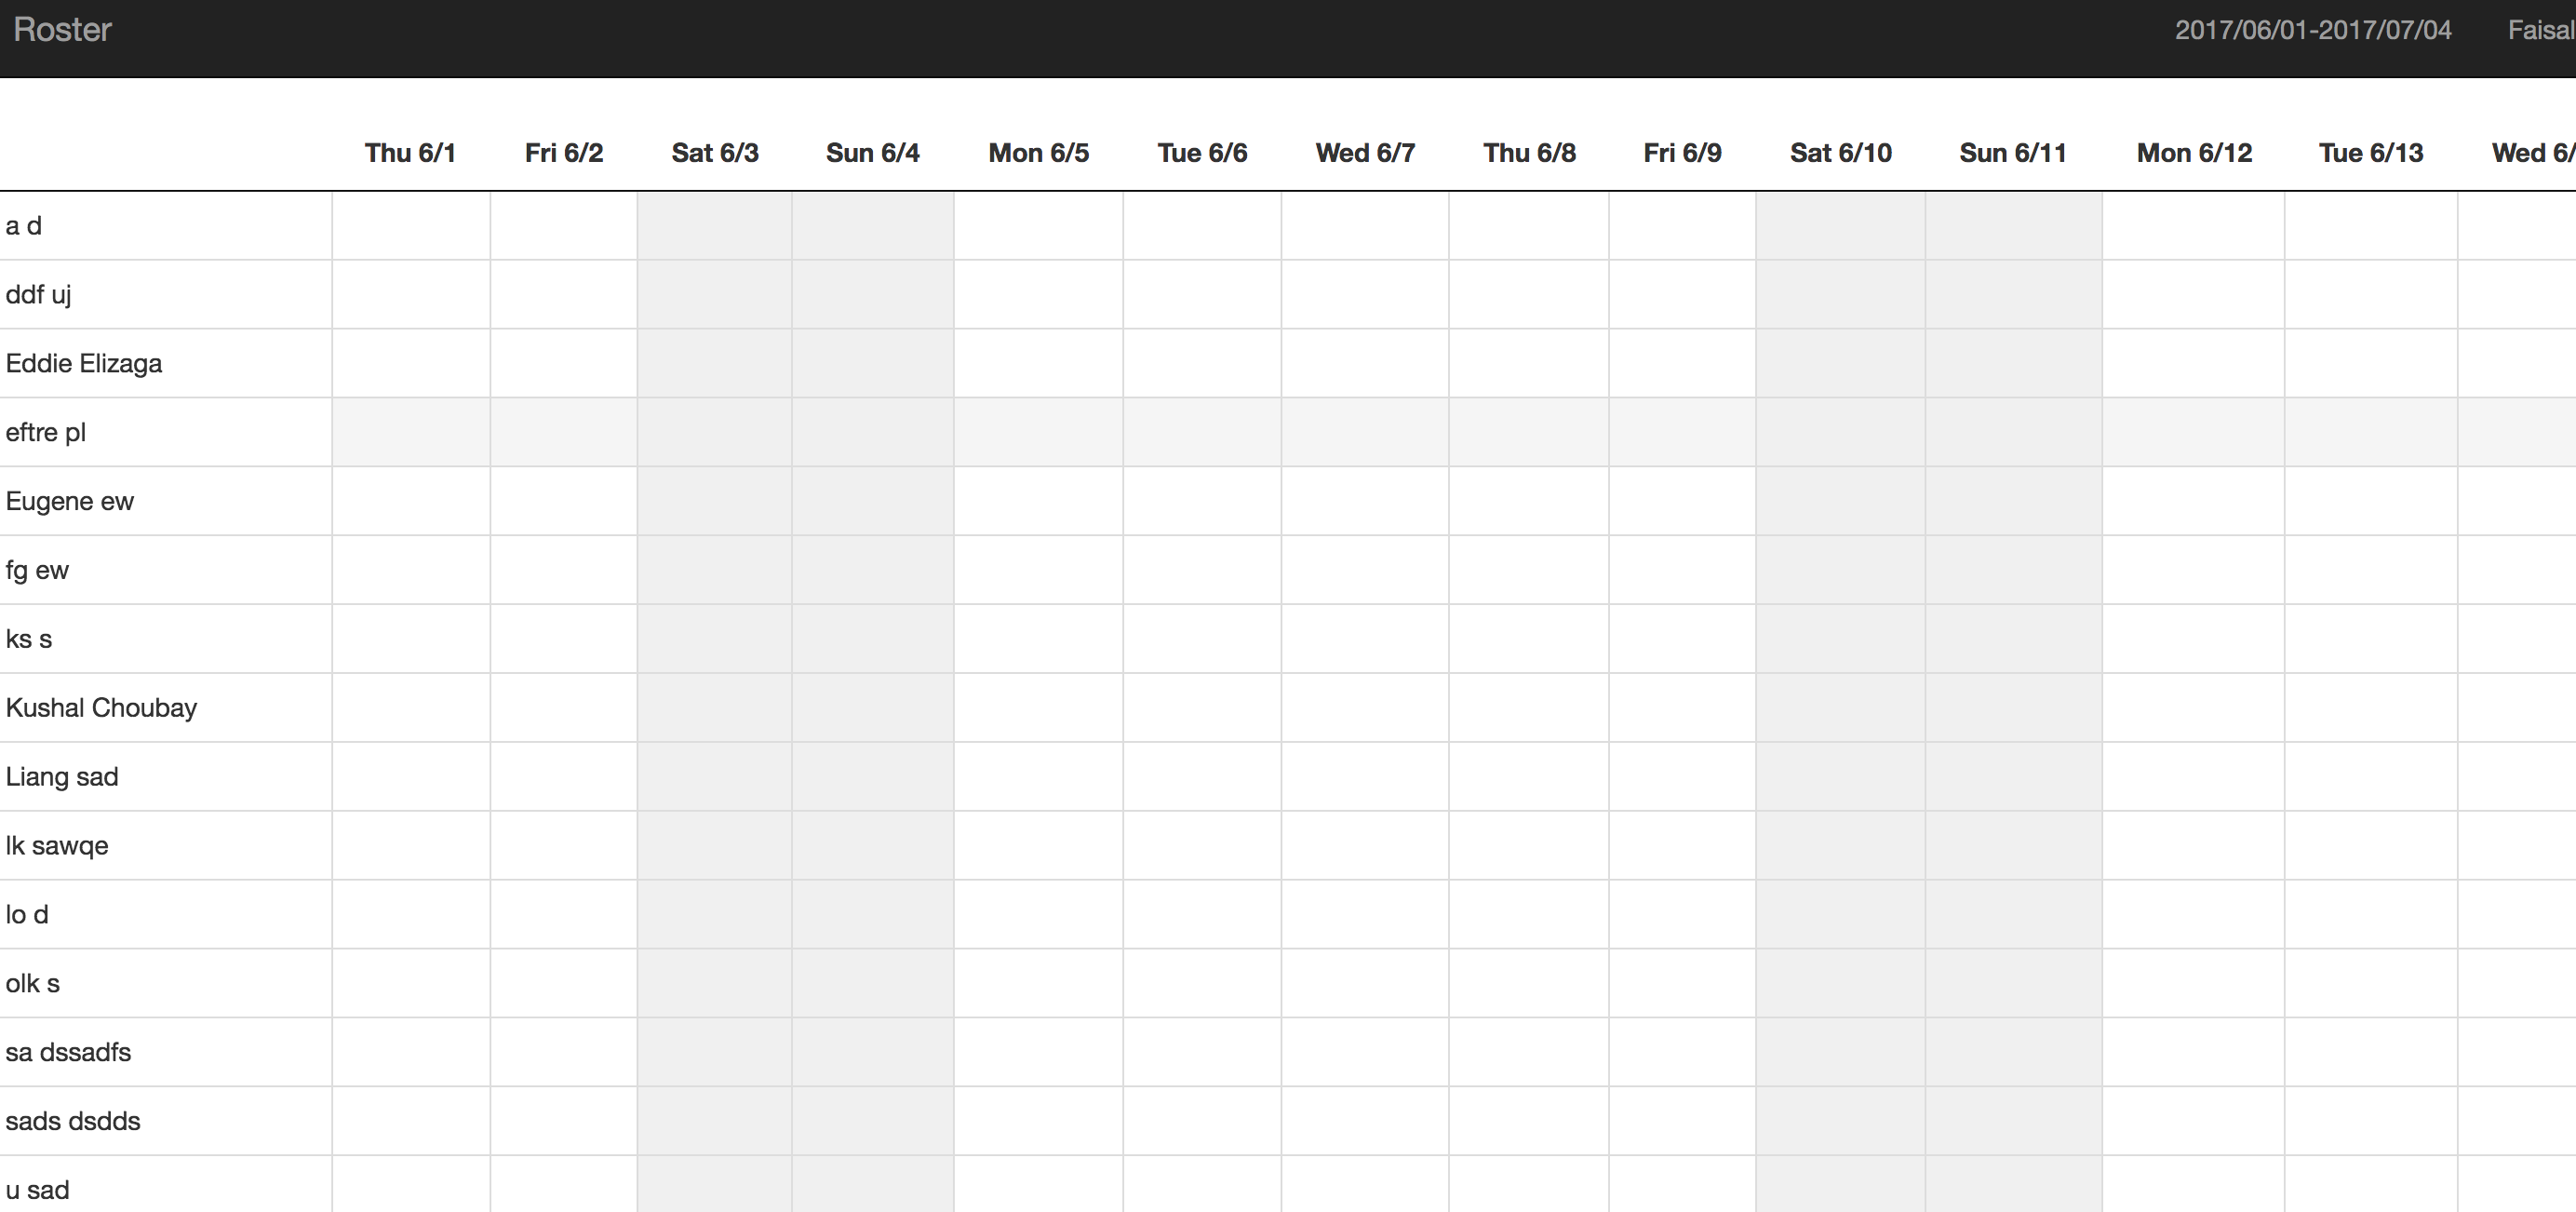 Roster 2017/06/01-2017/07/04 Faisal
Thu 6/1 Fri 6/2 Sat 6/3 Sun 6/4 Mon 6/5 Tue 6/6 Wed 6/7 Thu 6/8 Fri 6/9 Sat 6/10 Sun 6/11 Mon 6/12 Tue 6/13 Wed 6/
a d
ddf uj
Eddie Elizaga
eftre pl
Eugene ew
fg ew
ks s
Kushal Choubay
Liang sad
lk sawqe
lo d
olk s
sa dssadfs
sads dsdds
u sad